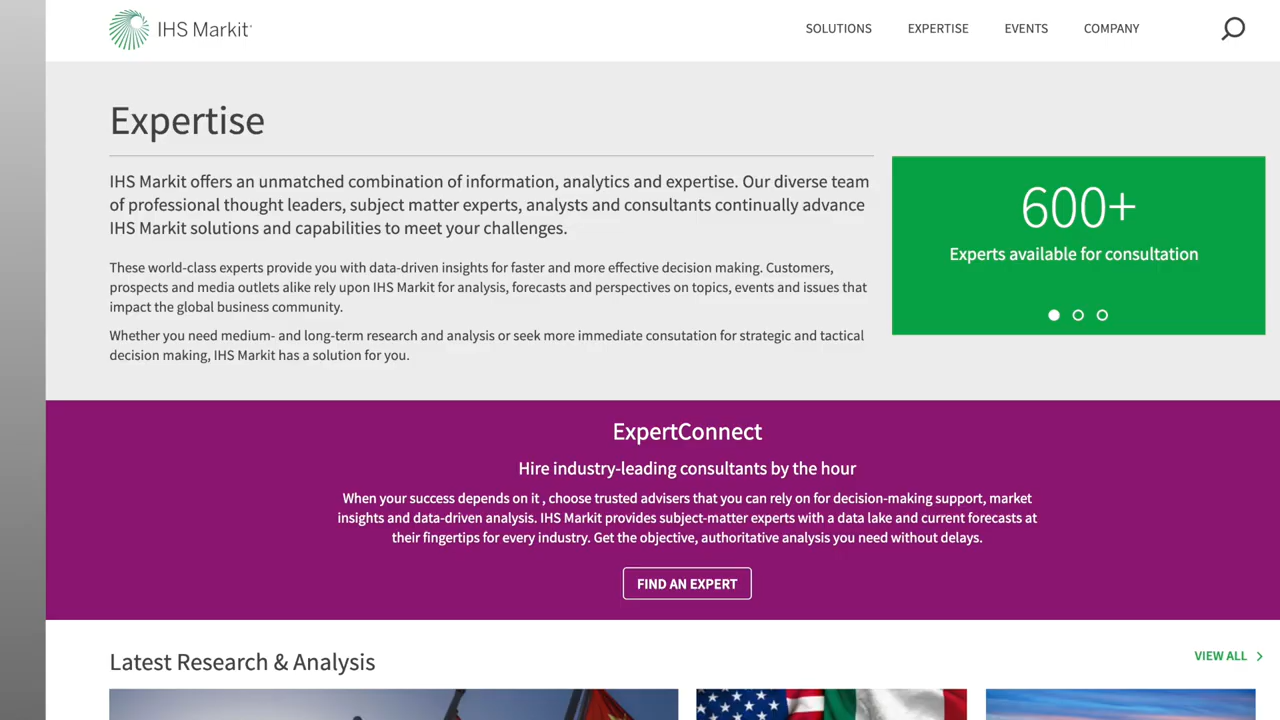 IHS Markit
SOLUTIONS
EXPERTISE
EVENTS
COMPANY
Expertise
IHS Markit offers an unmatched combination of information, analytics and expertise. Our diverse team
of professional thought leaders, subject matter experts, analysts and consultants continually advance
IHS Markit solutions and capabilities to meet your challenges.
These world-class experts provide you with data-driven insights for faster and more effective decision making. Customers,
prospects and media outlets alike rely upon IHS Markit for analysis, forecasts and perspectives on topics, events and issues that
impact the global business community.
Whether you need medium- and long-term research and analysis or seek more immediate consutation for strategic and tactical
decision making, IHS Markit has a solution for you.
600+
Experts available for consultation
ExpertConnect
Hire industry-leading consultants by the hour
When your success depends on it , choose trusted advisers that you can rely on for decision-making support, market
insights and data-driven analysis. IHS Markit provides subject-matter experts with a data lake and current forecasts at
their fingertips for every industry. Get the objective, authoritative analysis you need without delays.
FIND AN EXPERT
Latest Research & Analysis
VIEW ALL